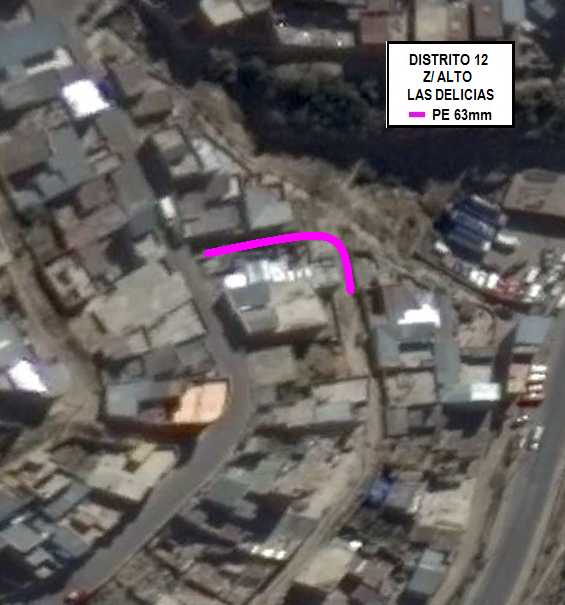 DISTRITO 12
Z/ ALTO
LAS DELICIAS
PE 63mm